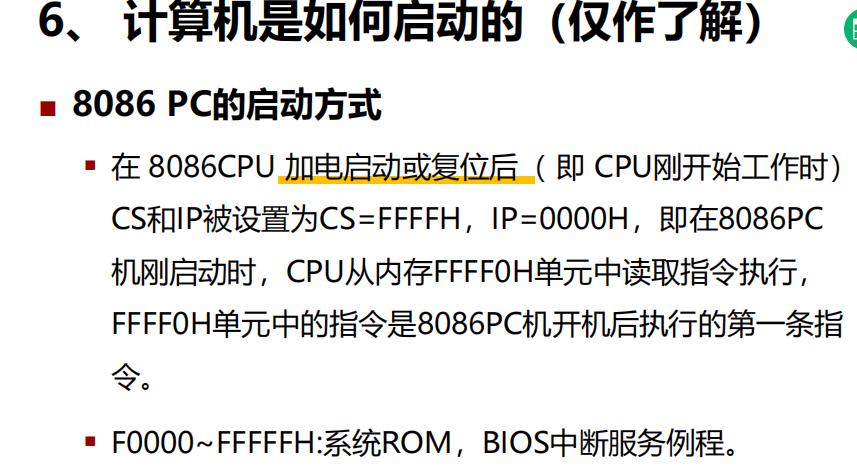 6、 计算机是如何启动的（仅作了解）
8086 PC的启动方式
在 8086CPU 加电启动或复位后（ 即 CPU刚开始工作时）
CS和IP被设置为CS=FFFFH，IP=0000H，即在8086PC
机刚启动时，CPU从内存FFFF0H单元中读取指令执行，
FFFF0H单元中的指令是8086PC机开机后执行的第一条指
令。
F0000~FFFFFH:系统ROM，BIOS中断服务例程。